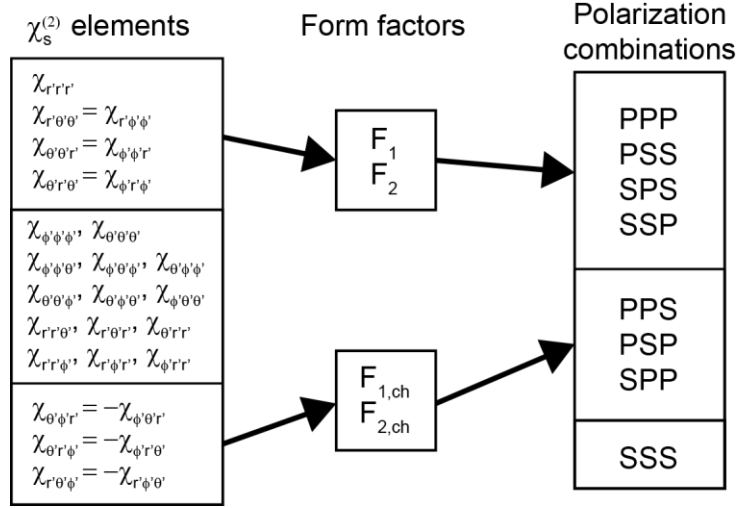 χₛ⁽²⁾ elements
Form factors
Polarization
combinations
χr'r'r'
χr'θ'θ' = χr'ϕ'ϕ'
χθ'θ'r' = χϕ'ϕ'r'
χθ'r'θ' = χϕ'r'ϕ'
χϕ'ϕ'ϕ', χθ'θ'θ'
χϕ'ϕ'θ', χϕ'θ'ϕ', χθ'ϕ'ϕ'
χθ'θ'ϕ', χθ'ϕ'θ', χϕ'θ'θ'
χr'r'θ', χr'θ'r', χθ'r'r'
χr'r'ϕ', χr'ϕ'r', χϕ'r'r'
χθ'ϕ'r' = −χϕ'θ'r'
χθ'r'ϕ' = −χϕ'r'θ'
χr'θ'ϕ' = −χr'ϕ'θ'
F₁
F₂
F1,ch
F2,ch
PPP
PSS
SPS
SSP
PPS
PSP
SPP
SSS